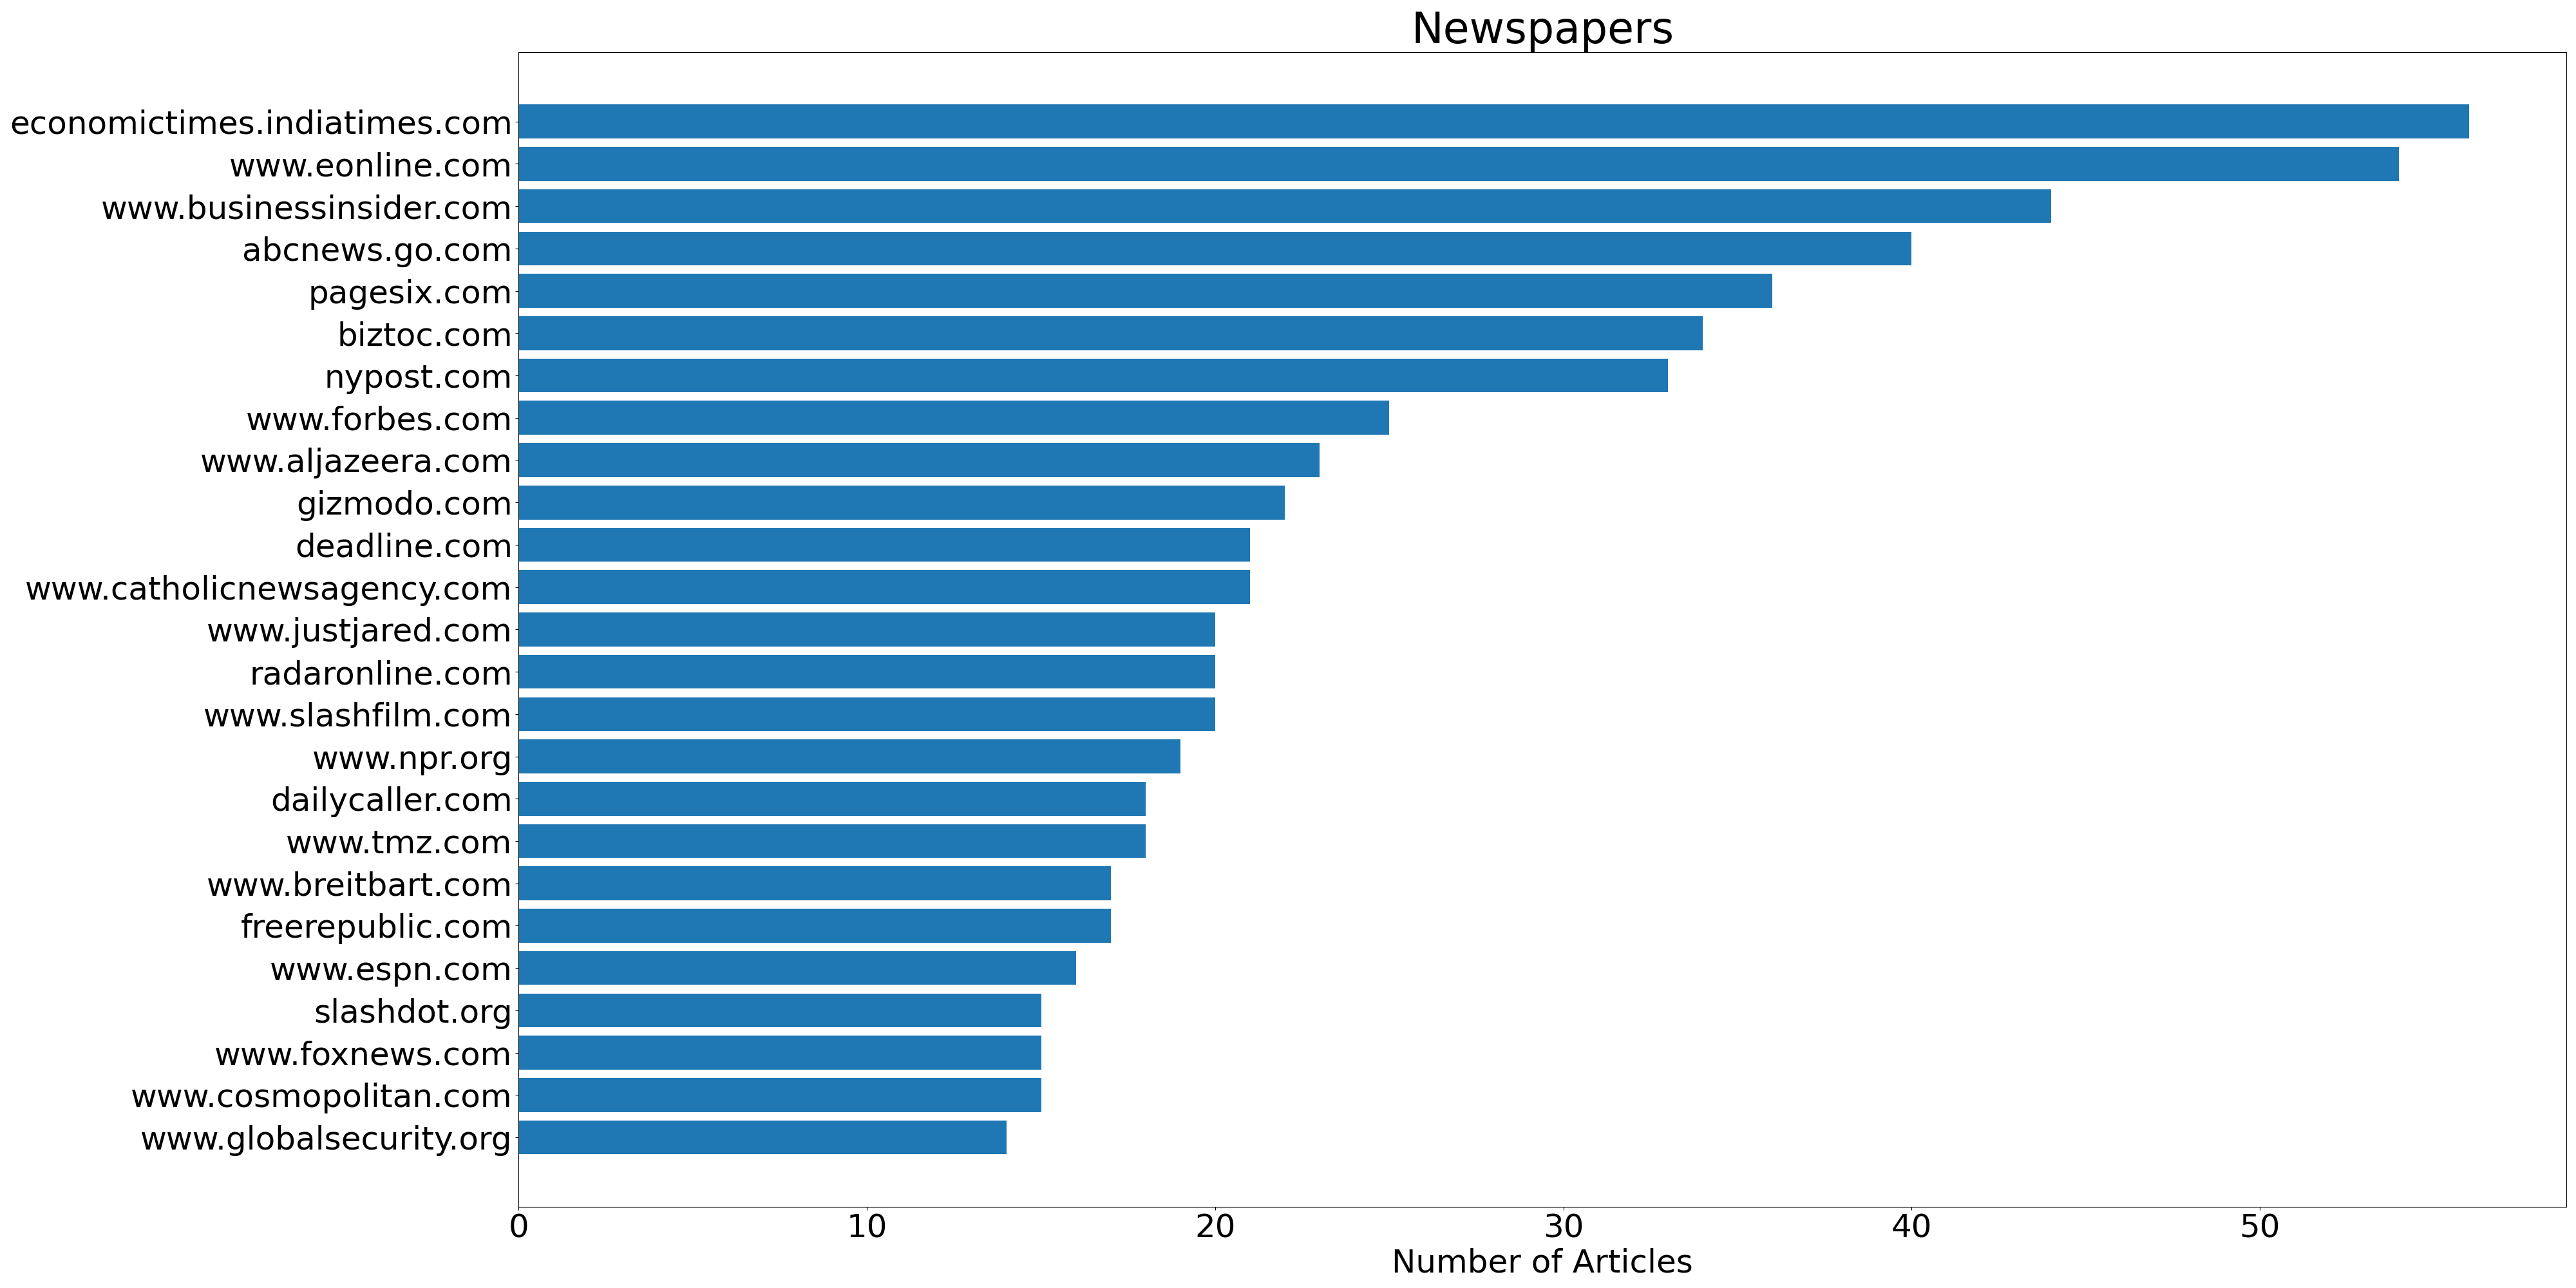 Newspapers
economictimes.indiatimes.com
www.eonline.com
www.businessinsider.com
abcnews.go.com
pagesix.com
biztoc.com
nypost.com
www.forbes.com
www.aljazeera.com
gizmodo.com
deadline.com
www.catholicnewsagency.com
www.justjared.com
radaronline.com
www.slashfilm.com
www.npr.org
dailycaller.com
www.tmz.com
www.breitbart.com
freerepublic.com
www.espn.com
slashdot.org
www.foxnews.com
www.cosmopolitan.com
www.globalsecurity.org
0 10 20 30 40 50
Number of Articles